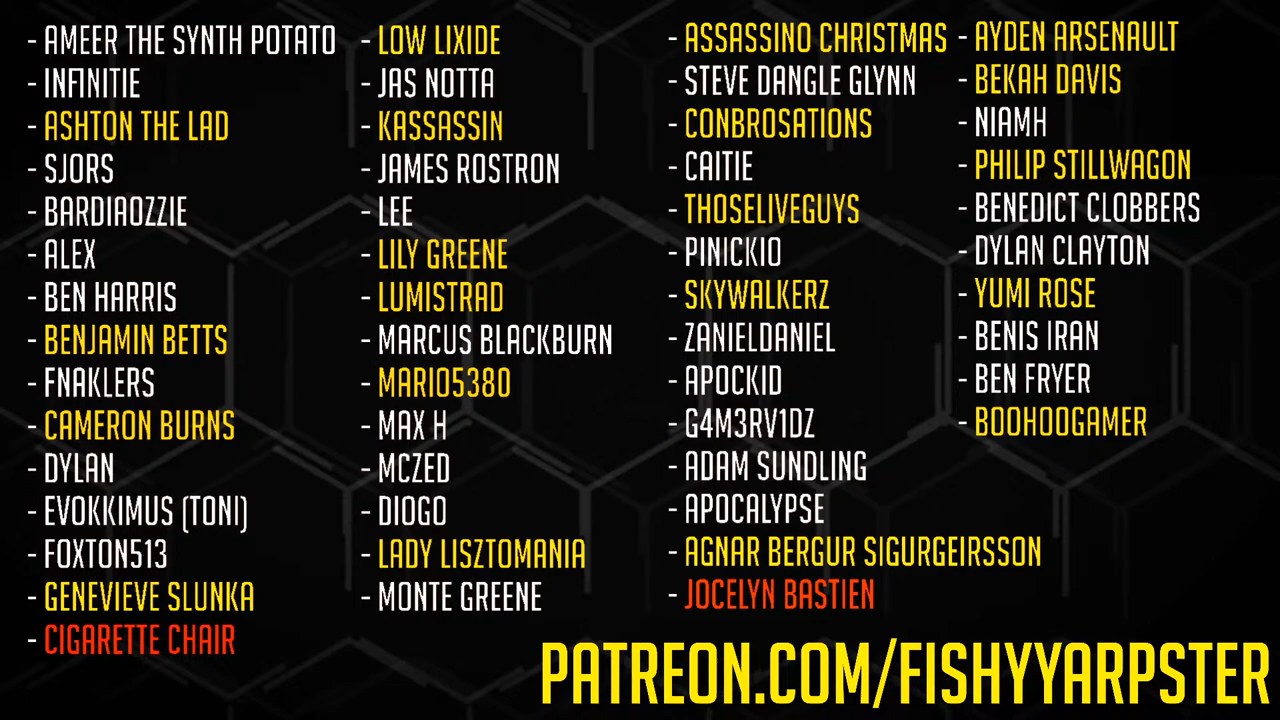 - AMEER THE SYNTH POTATO
- INFINITIE
- ASHTON THE LAD
- SJORS
- BARDIAOZZIE
- ALEX
- BEN HARRIS
- BENJAMIN BETTS
- FNAKLERS
- CAMERON BURNS
- DYLAN
- EVOKKIMUS (TONI)
- FOXTON513
- GENEVIEVE SLUNKA
- CIGARETTE CHAIR
- LOW LIXIDE
- JAS NOTTA
- KASSASSIN
- JAMES ROSTRON
- LEE
- LILY GREENE
- LUMISTRAD
- MARCUS BLACKBURN
- MARIO5380
- MAX H
- MCZED
- DIOGO
- LADY LISZTOMANIA
- MONTE GREENE
- ASSASSINO CHRISTMAS
- STEVE DANGLE GLYNN
- CONBROSATIONS
- CAITIE
- THOSELIVEGUYS
- PINICKIO
- SKYWALKERZ
- ZANIELDANIEL
- APOCKID
- G4M3RV1DZ
- ADAM SUNDLING
- APOCALYPSE
- AGNAR BERGUR SIGURGEIRSSON
- JOCELYN BASTIEN
- AYDEN ARSENAULT
- BEKAH DAVIS
- NIAMH
- PHILIP STILLWAGON
- BENEDICT CLOBBERS
- DYLAN CLAYTON
- YUMI ROSE
- BENIS IRAN
- BEN FRYER
- BOOHOOGAMER
PATREON.COM/FISHYYARPSTER